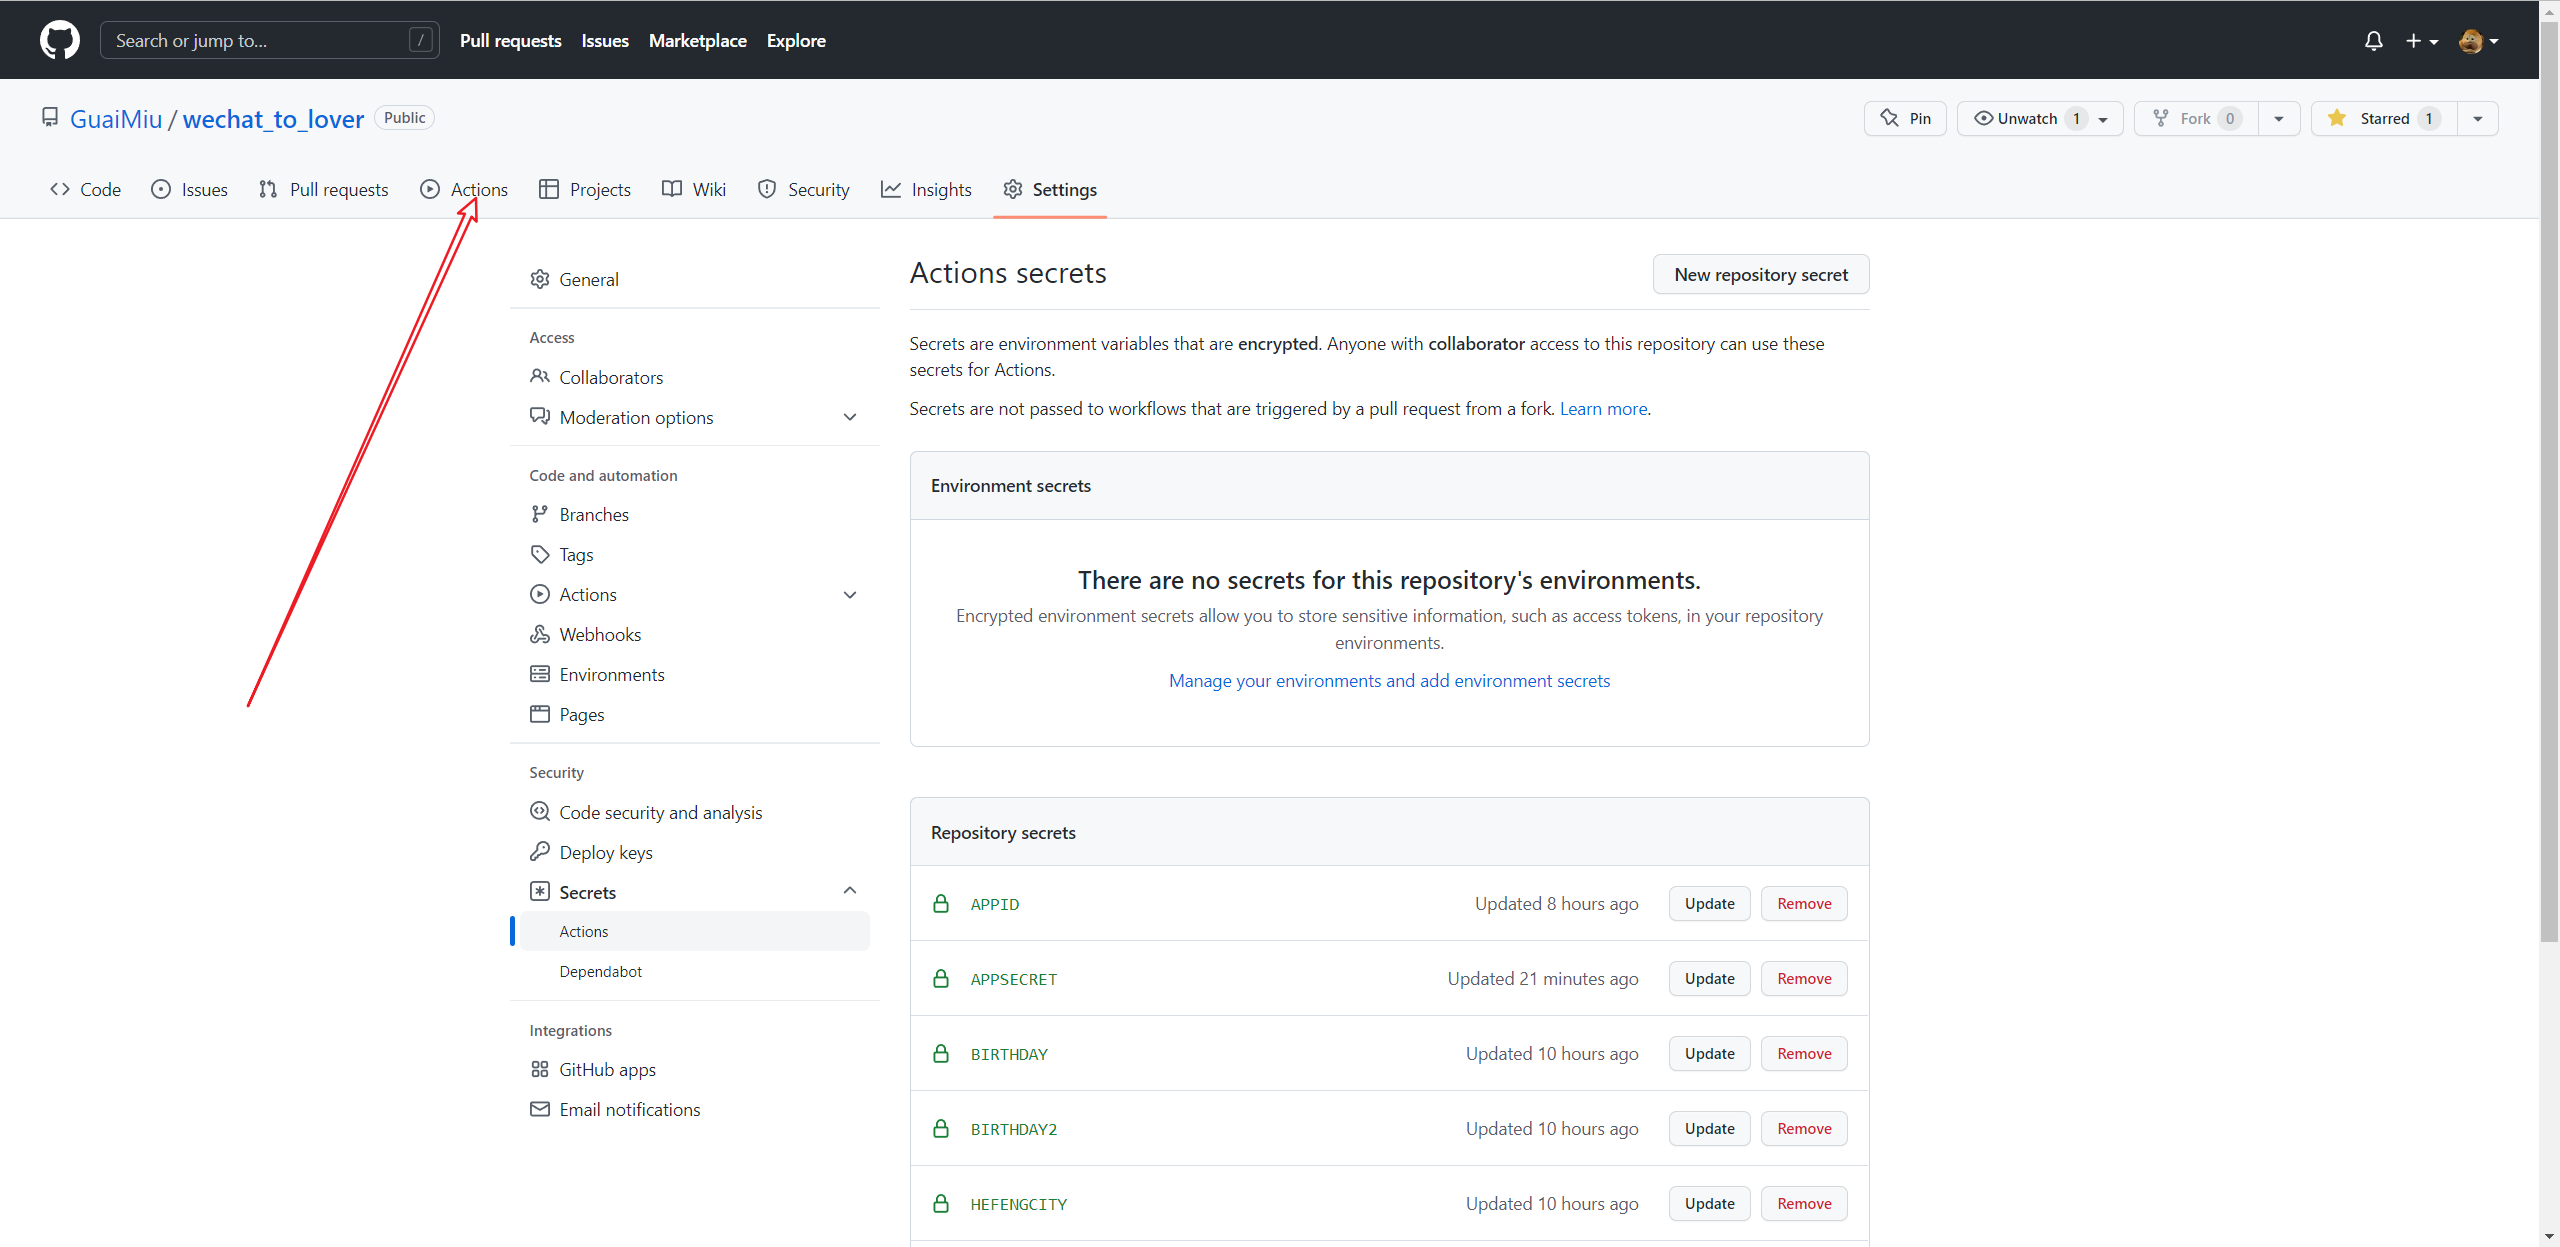 Search or jump to... / Pull requests Issues Marketplace Explore
GuaiMiu / wechat_to_lover Public Pin Unwatch 1 Fork 0 Starred 1
Code Issues Pull requests Actions Projects Wiki Security Insights Settings
General
Access
Collaborators
Moderation options
Code and automation
Branches
Tags
Actions
Webhooks
Environments
Pages
Security
Code security and analysis
Deploy keys
Secrets
Actions
Dependabot
Integrations
GitHub apps
Email notifications
Actions secrets New repository secret
Secrets are environment variables that are encrypted. Anyone with collaborator access to this repository can use these
secrets for Actions.
Secrets are not passed to workflows that are triggered by a pull request from a fork. Learn more.
Environment secrets
There are no secrets for this repository's environments.
Encrypted environment secrets allow you to store sensitive information, such as access tokens, in your repository
environments.
Manage your environments and add environment secrets
Repository secrets
APPID Updated 8 hours ago Update Remove
APPSECRET Updated 21 minutes ago Update Remove
BIRTHDAY Updated 10 hours ago Update Remove
BIRTHDAY2 Updated 10 hours ago Update Remove
HEFENGCITY Updated 10 hours ago Update Remove